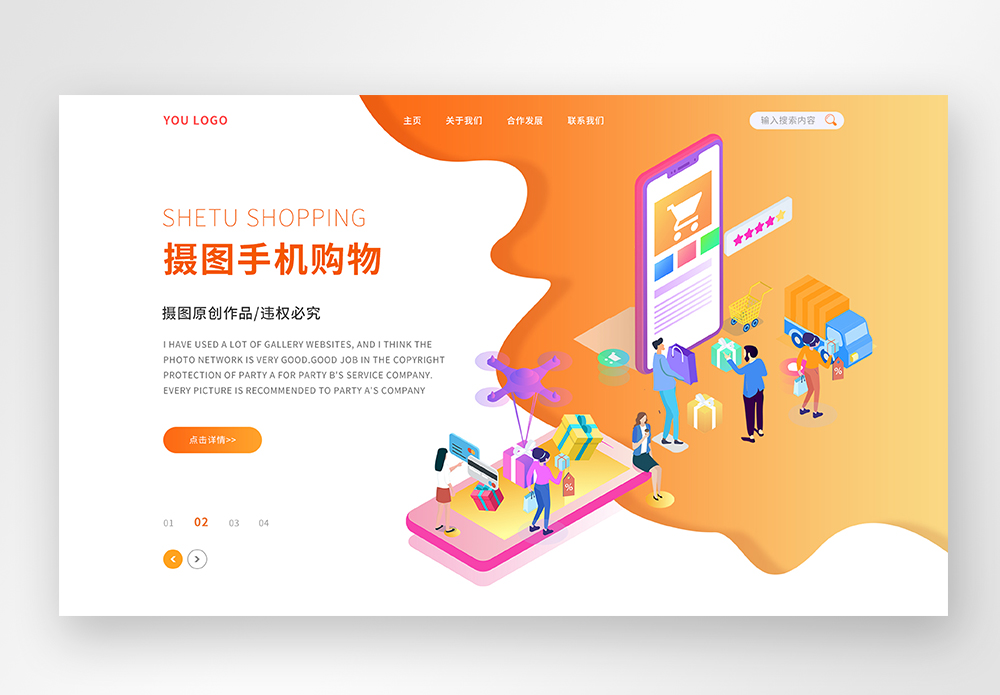 YOU LOGO
主页 关于我们 合作发展 联系我们
输入搜索内容
SHETU SHOPPING
摄图手机购物
摄图原创作品/违权必究
I HAVE USED A LOT OF GALLERY WEBSITES, AND I THINK THE
PHOTO NETWORK IS VERY GOOD.GOOD JOB IN THE COPYRIGHT
PROTECTION OF PARTY A FOR PARTY B'S SERVICE COMPANY.
EVERY PICTURE IS RECOMMENDED TO PARTY A'S COMPANY
点击详情>>
01 02 03 04
%
%